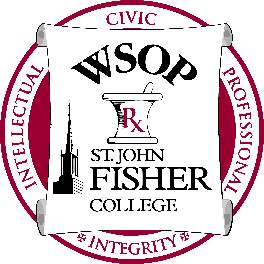 CIVIC
INTELLECTUAL
PROFESSIONAL
WSOP
Rx
ST. JOHN
FISHER
COLLEGE
INTEGRITY